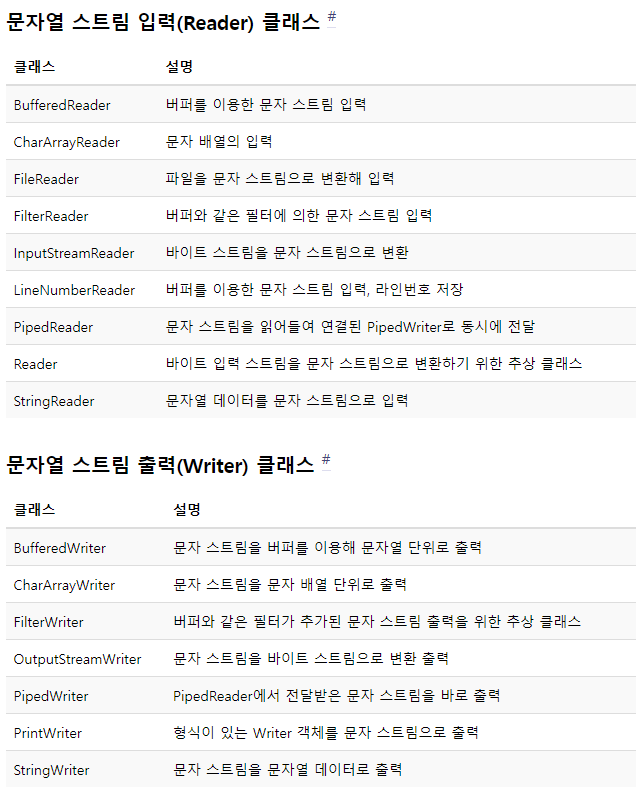 문자열 스트림 입력(Reader) 클래스 #
클래스 설명
BufferedReader 버퍼를 이용한 문자 스트림 입력
CharArrayReader 문자 배열의 입력
FileReader 파일을 문자 스트림으로 변환해 입력
FilterReader 버퍼와 같은 필터에 의한 문자 스트림 입력
InputStreamReader 바이트 스트림을 문자 스트림으로 변환
LineNumberReader 버퍼를 이용한 문자 스트림 입력, 라인번호 저장
PipedReader 문자 스트림을 읽어들여 연결된 PipedWriter로 동시에 전달
Reader 바이트 입력 스트림을 문자 스트림으로 변환하기 위한 추상 클래스
StringReader 문자열 데이터를 문자 스트림으로 입력
문자열 스트림 출력(Writer) 클래스 #
클래스 설명
BufferedWriter 문자 스트림을 버퍼를 이용해 문자열 단위로 출력
CharArrayWriter 문자 스트림을 문자 배열 단위로 출력
FilterWriter 버퍼와 같은 필터가 추가된 문자 스트림 출력을 위한 추상 클래스
OutputStreamWriter 문자 스트림을 바이트 스트림으로 변환 출력
PipedWriter PipedReader에서 전달받은 문자 스트림을 바로 출력
PrintWriter 형식이 있는 Writer 객체를 문자 스트림으로 출력
StringWriter 문자 스트림을 문자열 데이터로 출력